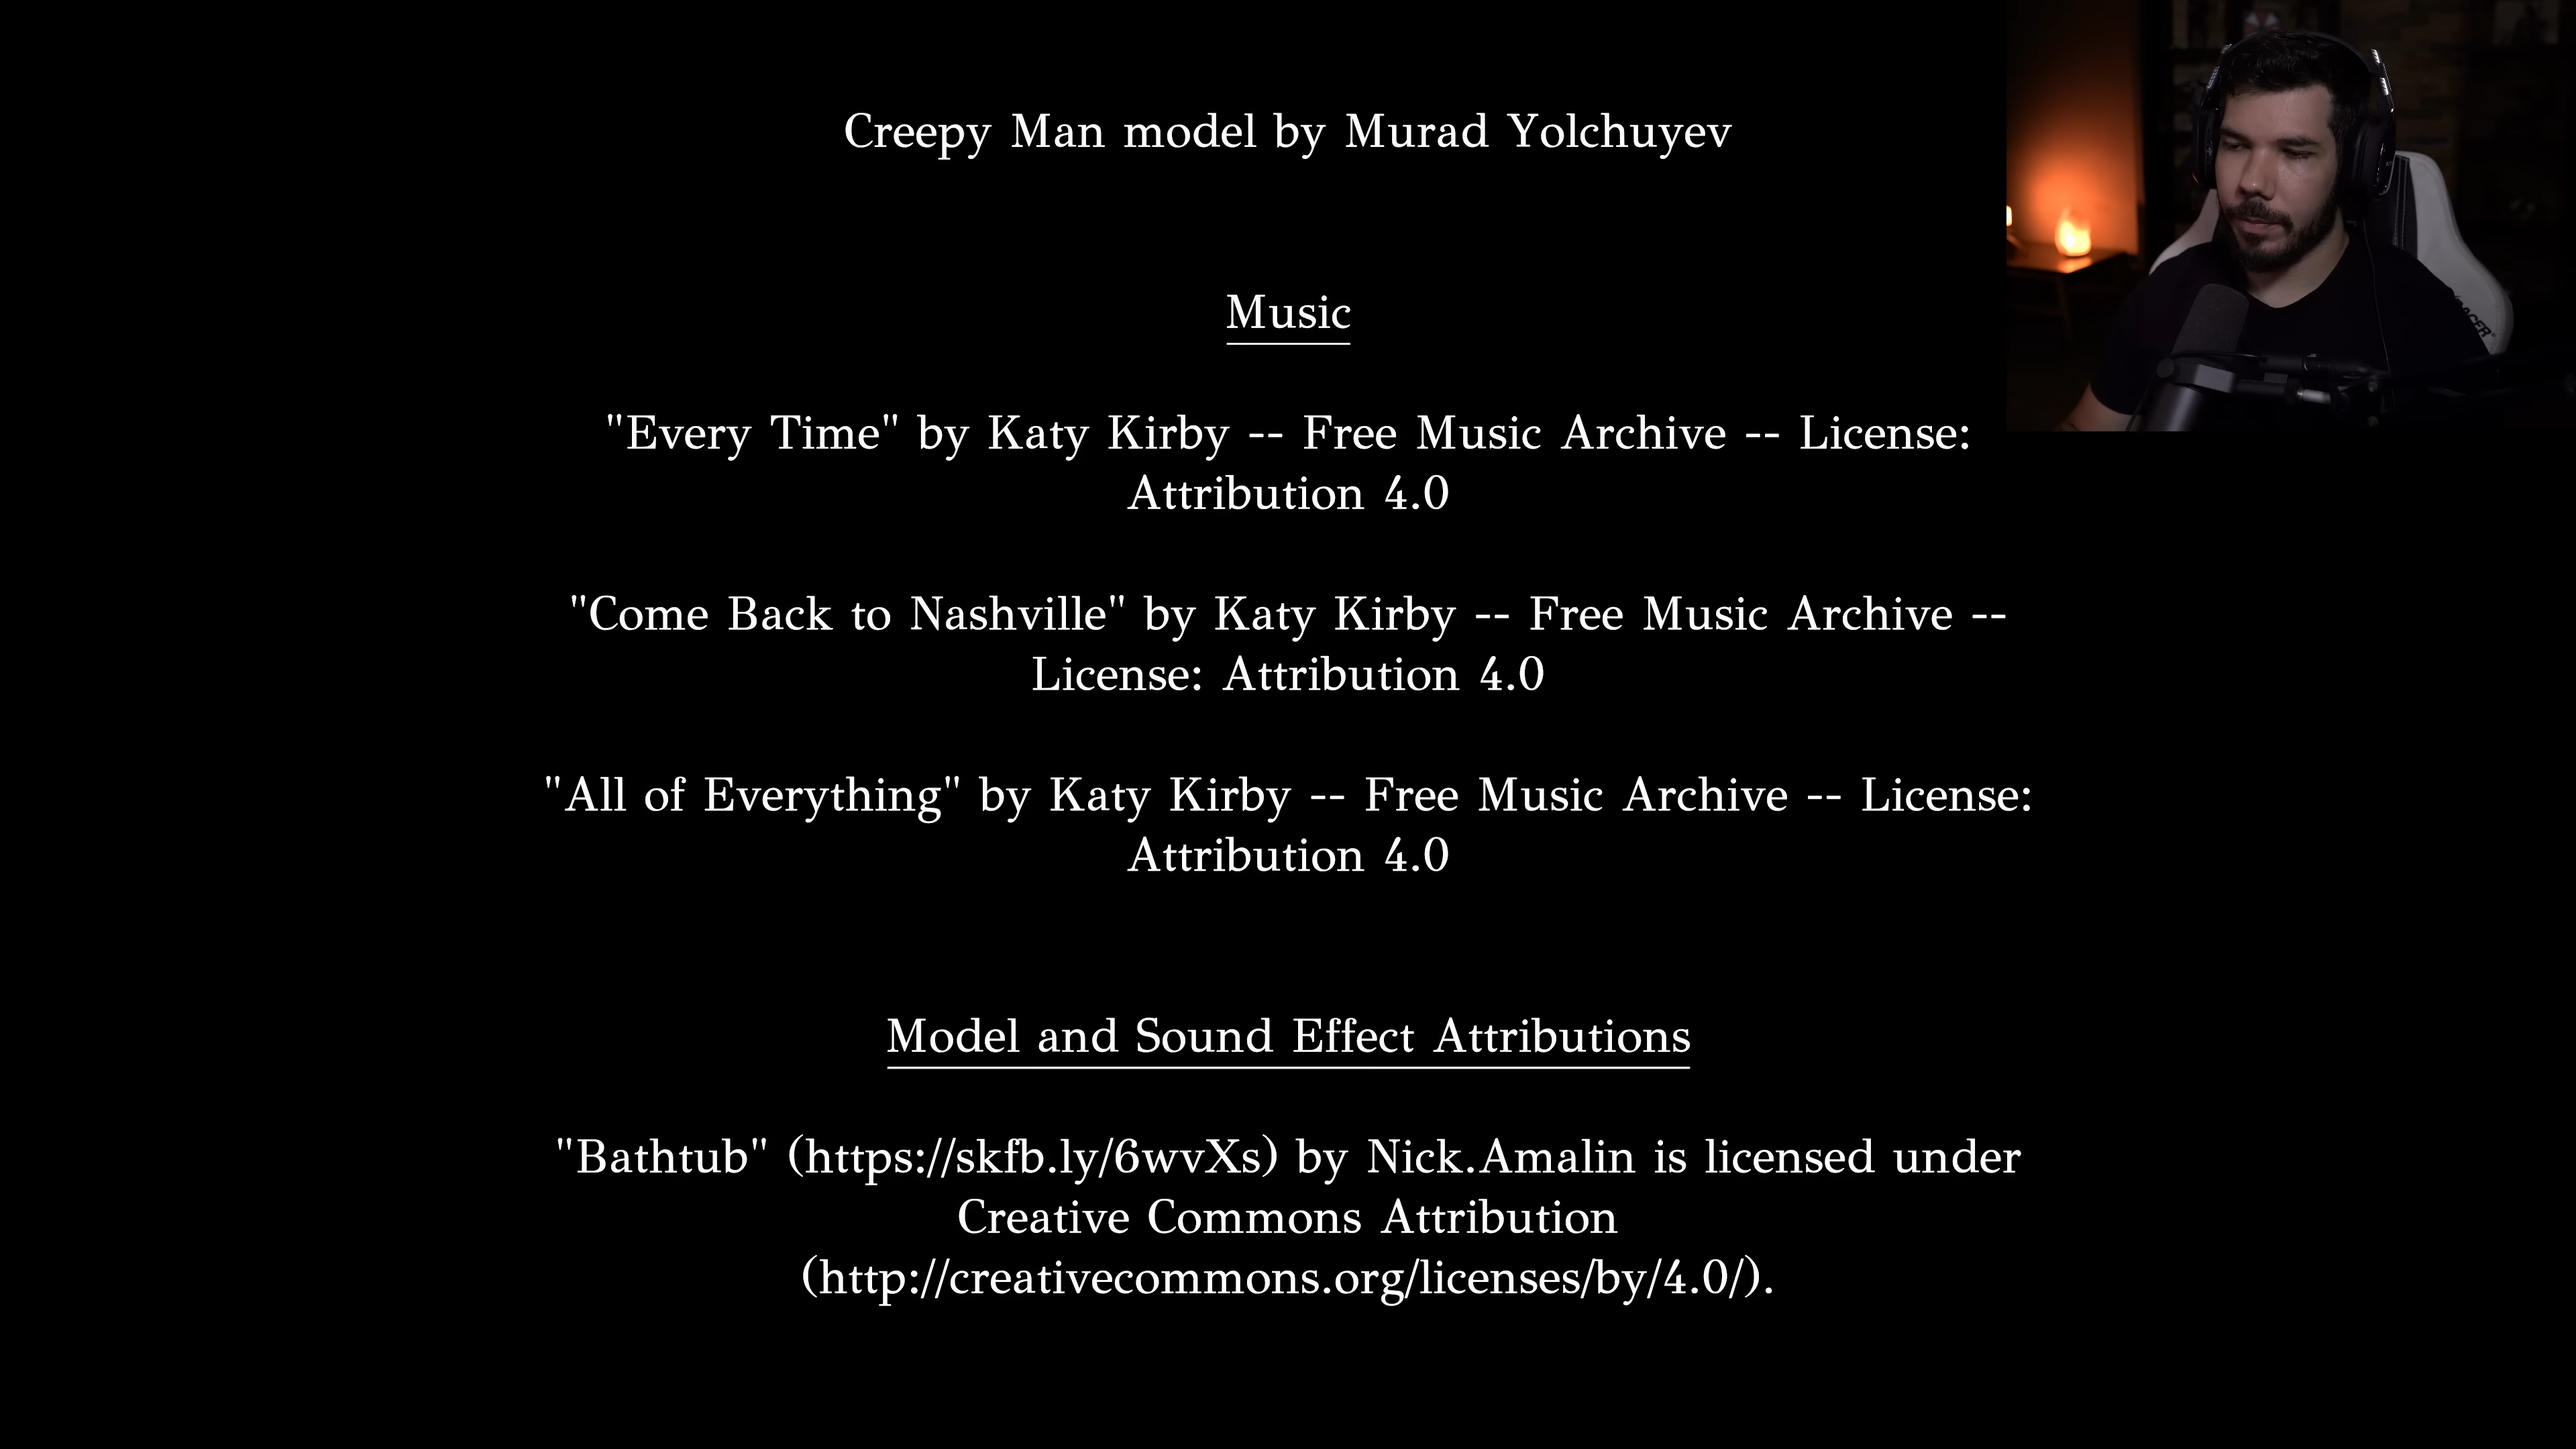 Creepy Man model by Murad Yolchuyev
Music
"Every Time" by Katy Kirby -- Free Music Archive -- License:
Attribution 4.0
"Come Back to Nashville" by Katy Kirby -- Free Music Archive --
License: Attribution 4.0
"All of Everything" by Katy Kirby -- Free Music Archive -- License:
Attribution 4.0
Model and Sound Effect Attributions
"Bathtub" (https://skfb.ly/6wvXs) by Nick.Amalin is licensed under
Creative Commons Attribution
(http://creativecommons.org/licenses/by/4.0/).